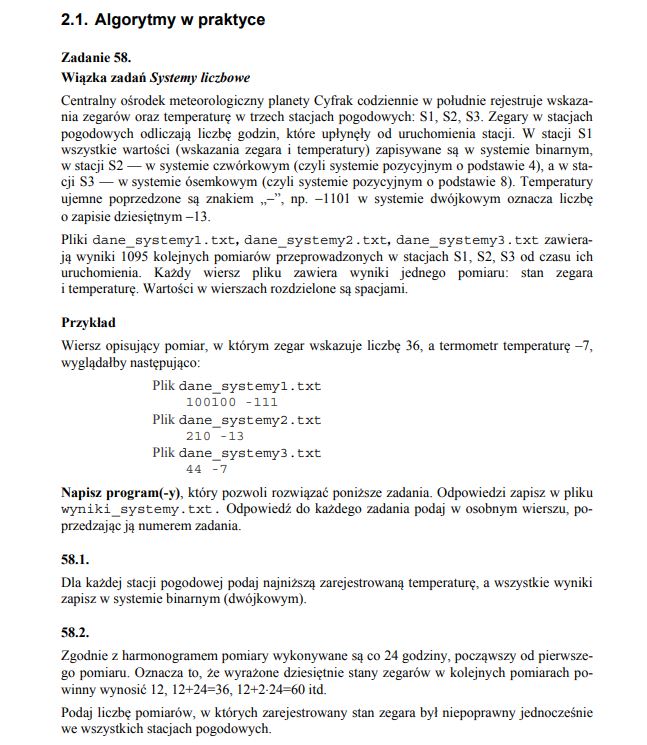 2.1. Algorytmy w praktyce
Zadanie 58.
Wiązka zadań Systemy liczbowe
Centralny ośrodek meteorologiczny planety Cyfrak codziennie w południe rejestruje wskaza-
nia zegarów oraz temperaturę w trzech stacjach pogodowych: S1, S2, S3. Zegary w stacjach
pogodowych odliczają liczbę godzin, które upłynęły od uruchomienia stacji. W stacji S1
wszystkie wartości (wskazania zegara i temperatury) zapisywane są w systemie binarnym,
w stacji S2 — w systemie czwórkowym (czyli systemie pozycyjnym o podstawie 4), a w sta-
cji S3 — w systemie ósemkowym (czyli systemie pozycyjnym o podstawie 8). Temperatury
ujemne poprzedzone są znakiem „–”, np. –1101 w systemie dwójkowym oznacza liczbę
o zapisie dziesiętnym –13.
Pliki dane_systemy1.txt, dane_systemy2.txt, dane_systemy3.txt zawiera-
ją wyniki 1095 kolejnych pomiarów przeprowadzonych w stacjach S1, S2, S3 od czasu ich
uruchomienia. Każdy wiersz pliku zawiera wyniki jednego pomiaru: stan zegara
i temperaturę. Wartości w wierszach rozdzielone są spacjami.
Przykład
Wiersz opisujący pomiar, w którym zegar wskazuje liczbę 36, a termometr temperaturę –7,
wyglądałby następująco:
Plik dane_systemy1.txt
100100 -111
Plik dane_systemy2.txt
210 -13
Plik dane_systemy3.txt
44 -7
Napisz program(-y), który pozwoli rozwiązać poniższe zadania. Odpowiedzi zapisz w pliku
wyniki_systemy.txt. Odpowiedź do każdego zadania podaj w osobnym wierszu, po-
przedzając ją numerem zadania.
58.1.
Dla każdej stacji pogodowej podaj najniższą zarejestrowaną temperaturę, a wszystkie wyniki
zapisz w systemie binarnym (dwójkowym).
58.2.
Zgodnie z harmonogramem pomiary wykonywane są co 24 godziny, począwszy od pierwsze-
go pomiaru. Oznacza to, że wyrażone dziesiętnie stany zegarów w kolejnych pomiarach po-
winny wynosić 12, 12+24=36, 12+2·24=60 itd.
Podaj liczbę pomiarów, w których zarejestrowany stan zegara był niepoprawny jednocześnie
we wszystkich stacjach pogodowych.